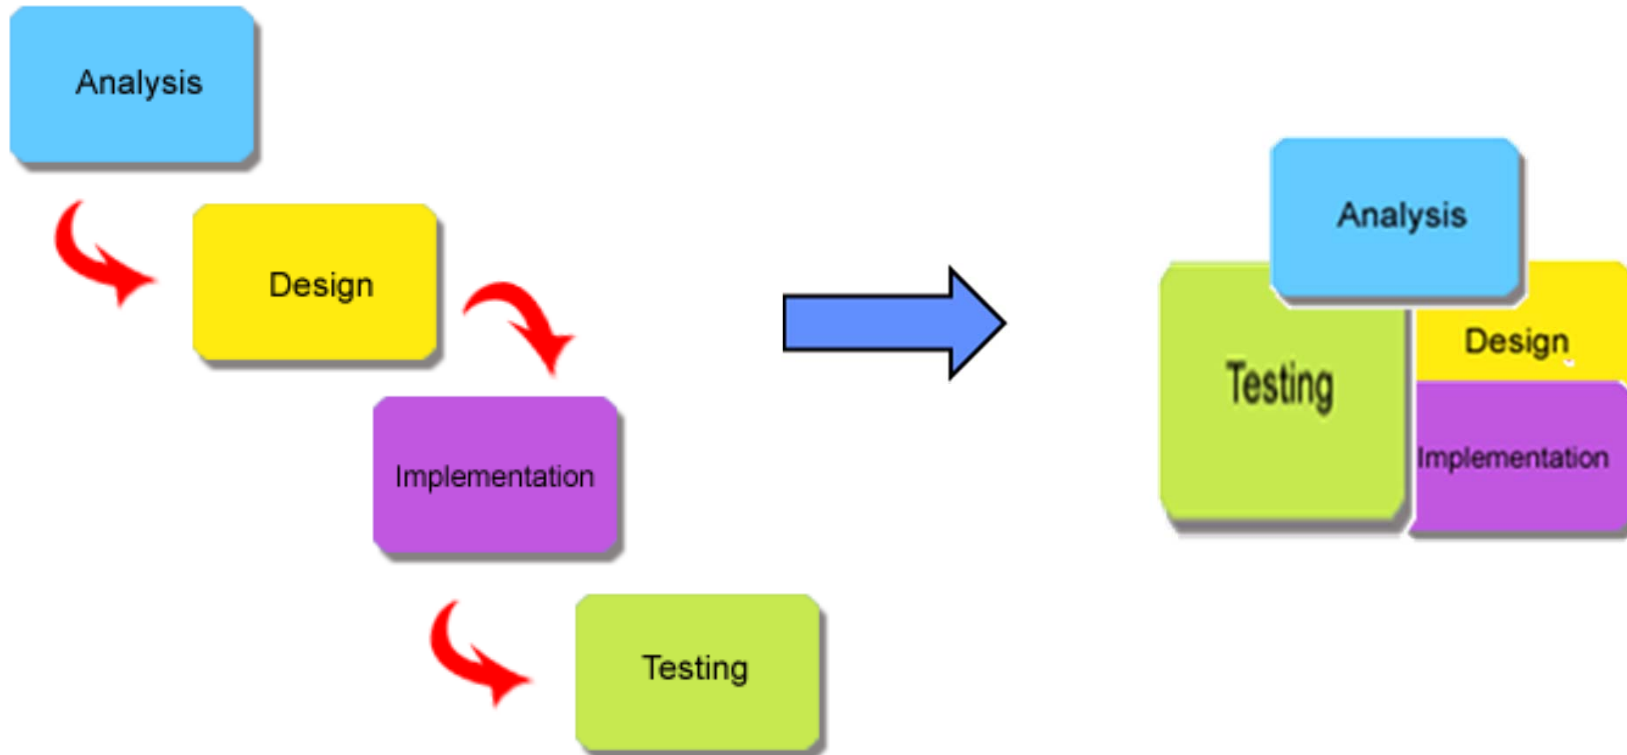 Analysis
Design
Implementation
Testing
Analysis
Design
Testing
Implementation